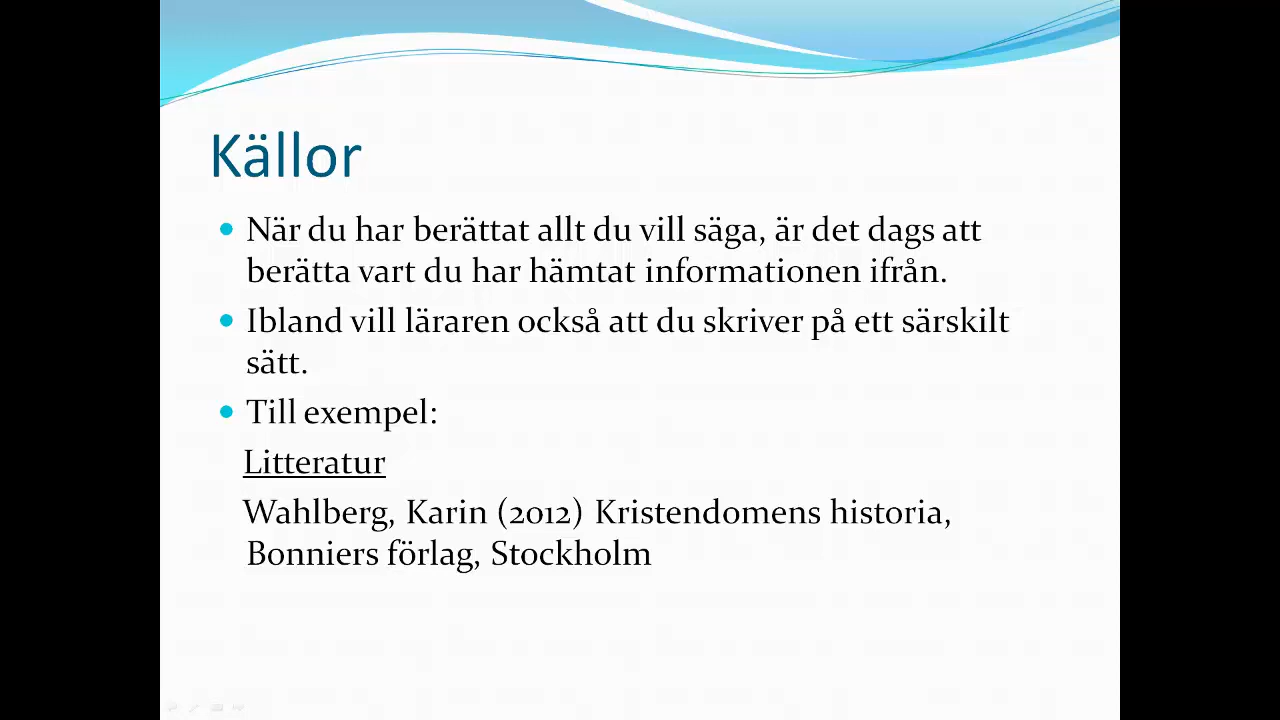 Källor
När du har berättat allt du vill säga, är det dags att
berätta vart du har hämtat informationen ifrån.
Ibland vill läraren också att du skriver på ett särskilt
sätt.
Till exempel:
Litteratur
Wahlberg, Karin (2012) Kristendomens historia,
Bonniers förlag, Stockholm